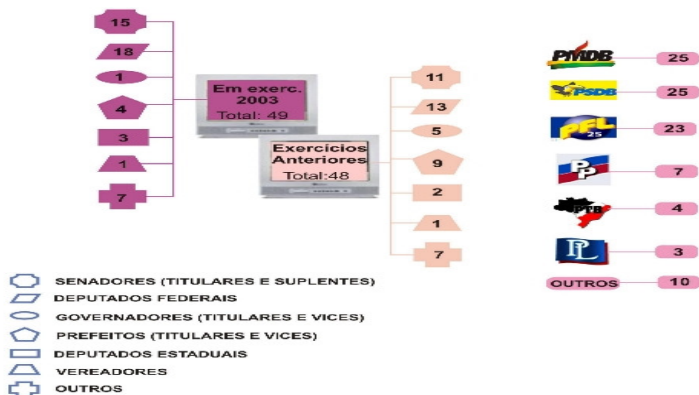 15
18
1
4
3
1
7
Em exerc.
2003
Total: 49
Exercícios
Anteriores
Total:48
11
13
5
9
2
1
7
PMDB 25
PSDB 25
PFL 23
25
PP 7
PTB 4
PL 3
OUTROS 10
SENADORES (TITULARES E SUPLENTES)
DEPUTADOS FEDERAIS
GOVERNADORES (TITULARES E VICES)
PREFEITOS (TITULARES E VICES)
DEPUTADOS ESTADUAIS
VEREADORES
OUTROS